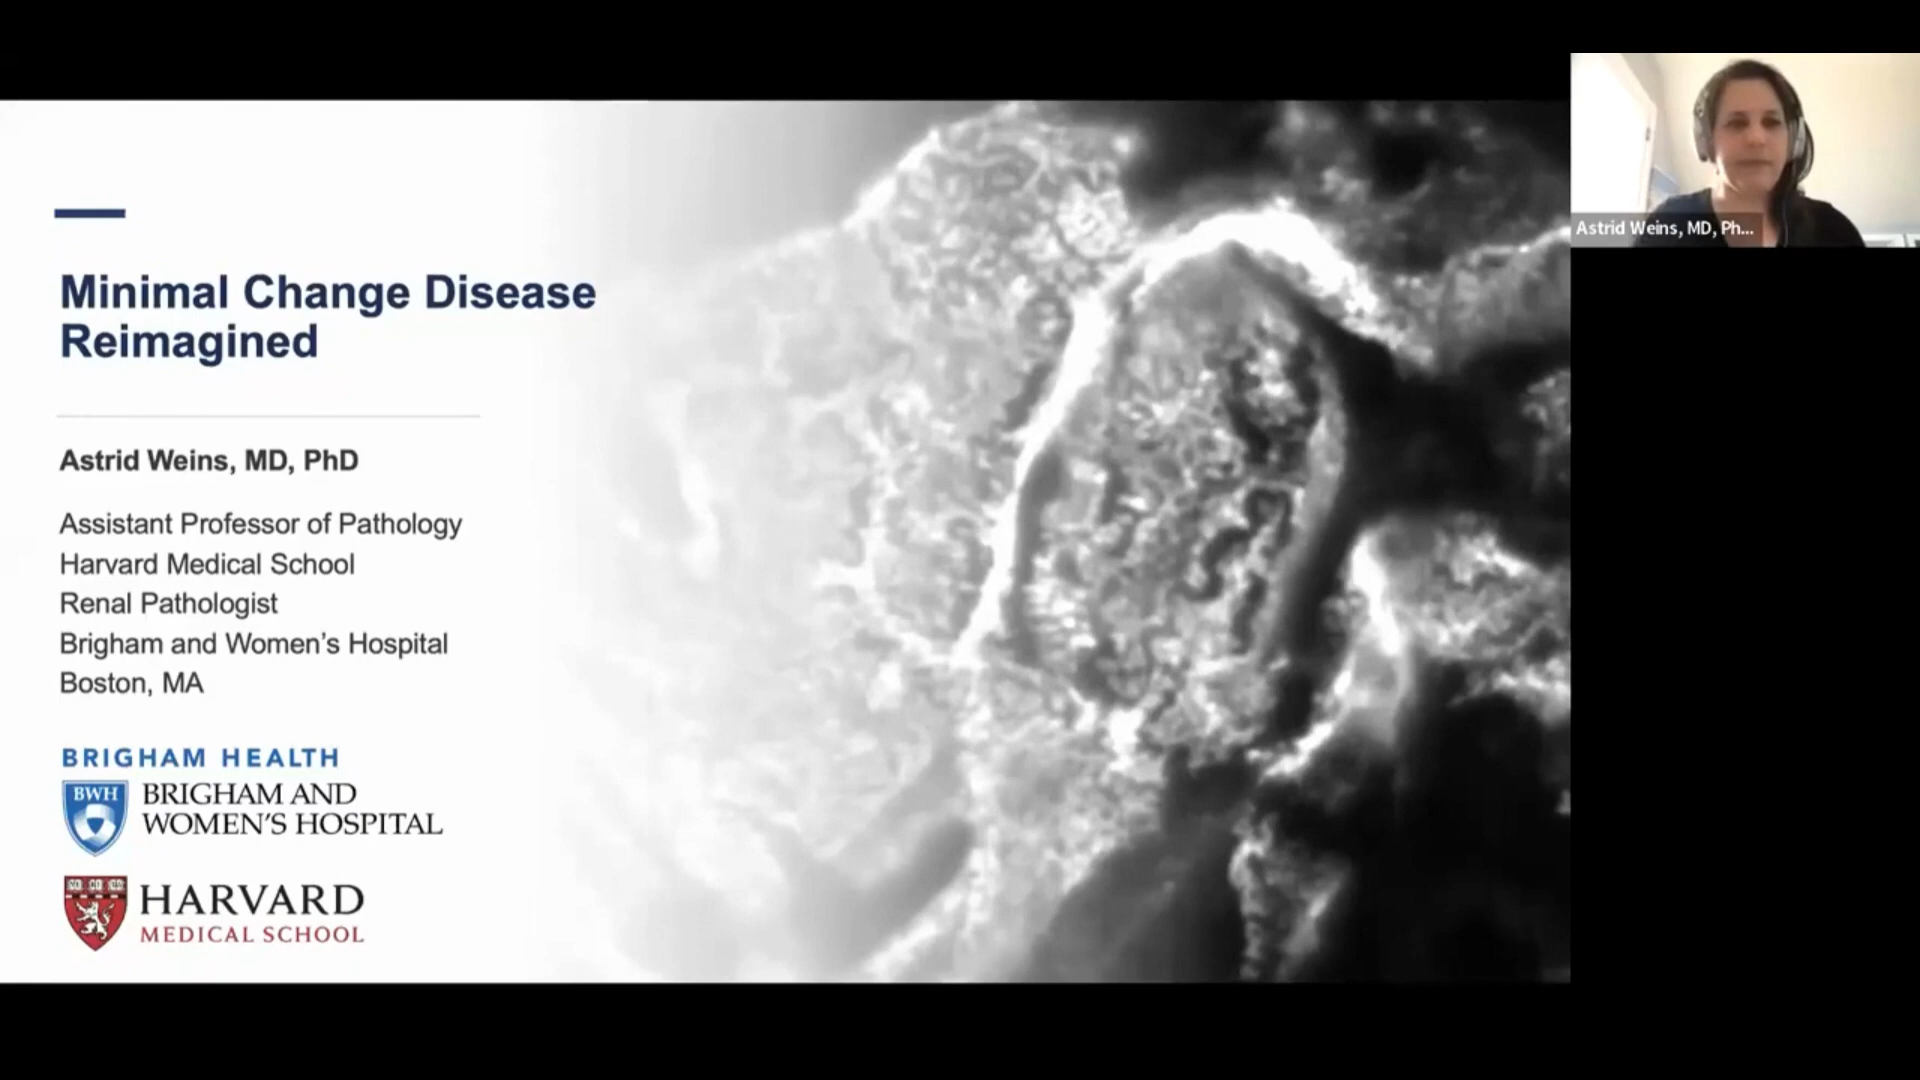 Minimal Change Disease
Reimagined
Astrid Weins, MD, PhD
Assistant Professor of Pathology
Harvard Medical School
Renal Pathologist
Brigham and Women's Hospital
Boston, MA
BRIGHAM HEALTH
BWH
BRIGHAM AND
WOMEN'S HOSPITAL
HARVARD
MEDICAL SCHOOL
Astrid Weins, MD, Ph...